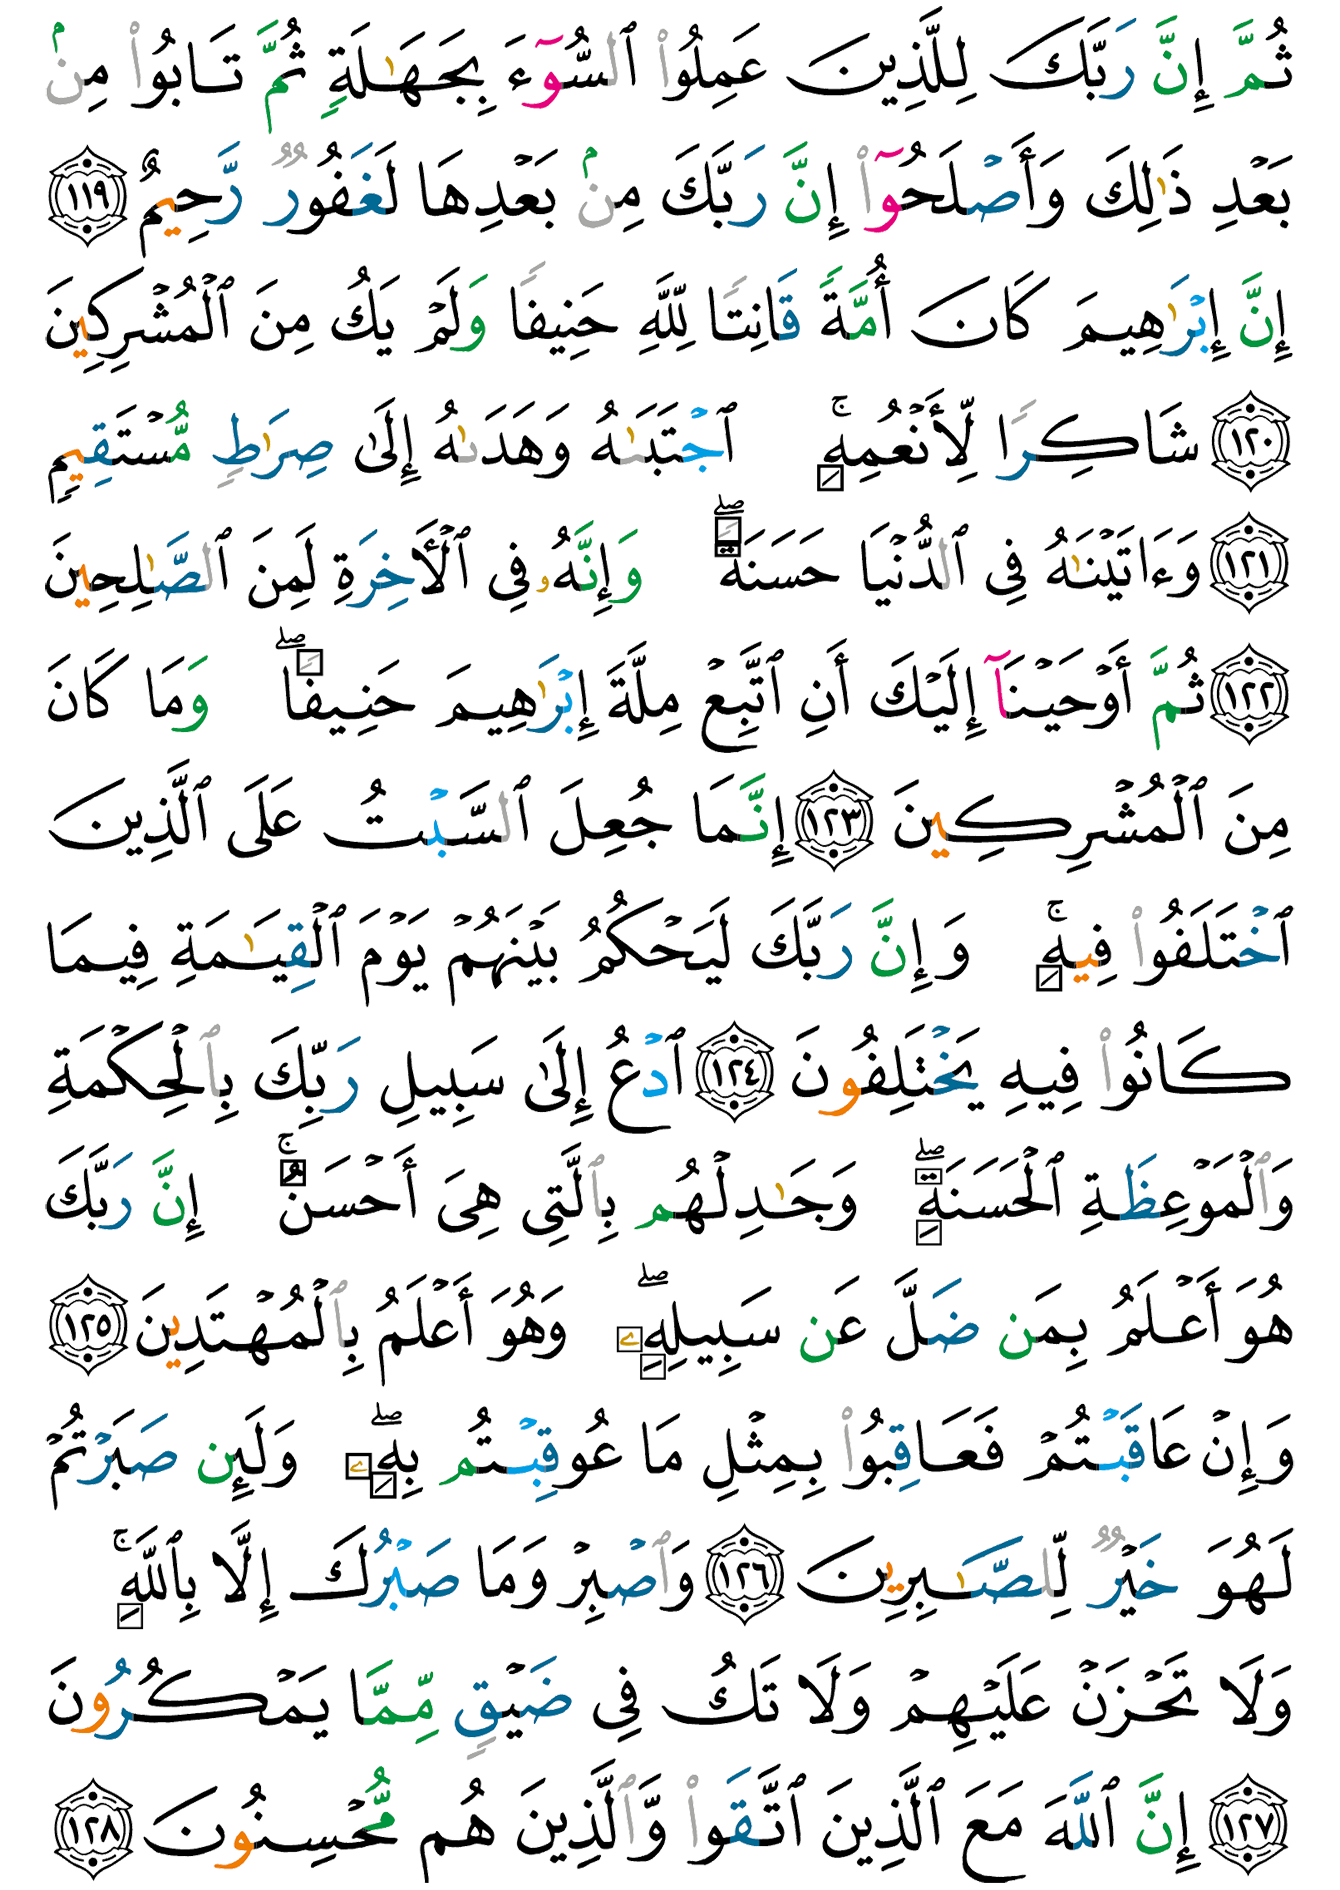 ثُمَّ إِنَّ رَبَّكَ لِلَّذِينَ عَمِلُوا۟ ٱلسُّوٓءَ بِجَهَـٰلَةٍ ثُمَّ تَابُوا۟ مِنۢ
بَعْدِ ذَٰلِكَ وَأَصْلَحُوٓا۟ إِنَّ رَبَّكَ مِنۢ بَعْدِهَا لَغَفُورٌ رَّحِيمٌ ١١٩
إِنَّ إِبْرَٰهِيمَ كَانَ أُمَّةً قَانِتًا لِلَّهِ حَنِيفًا وَلَمْ يَكُ مِنَ ٱلْمُشْرِكِينَ
١٢٠ شَاكِرًا لِّأَنْعُمِهِ ۚ ٱجْتَبَىٰهُ وَهَدَىٰهُ إِلَىٰ صِرَٰطٍ مُّسْتَقِيمٍ
١٢١ وَءَاتَيْنَـٰهُ فِى ٱلدُّنْيَا حَسَنَةً ۖ وَإِنَّهُۥ فِى ٱلْأَخِرَةِ لَمِنَ ٱلصَّـٰلِحِينَ
١٢٢ ثُمَّ أَوْحَيْنَآ إِلَيْكَ أَنِ ٱتَّبِعْ مِلَّةَ إِبْرَٰهِيمَ حَنِيفًا ۖ وَمَا كَانَ
مِنَ ٱلْمُشْرِكِينَ ١٢٣ إِنَّمَا جُعِلَ ٱلسَّبْتُ عَلَى ٱلَّذِينَ
ٱخْتَلَفُوا۟ فِيهِ ۚ وَإِنَّ رَبَّكَ لَيَحْكُمُ بَيْنَهُمْ يَوْمَ ٱلْقِيَـٰمَةِ فِيمَا
كَانُوا۟ فِيهِ يَخْتَلِفُونَ ١٢٤ ٱدْعُ إِلَىٰ سَبِيلِ رَبِّكَ بِٱلْحِكْمَةِ
وَٱلْمَوْعِظَةِ ٱلْحَسَنَةِ ۖ وَجَـٰدِلْهُم بِٱلَّتِى هِىَ أَحْسَنُ ۚ إِنَّ رَبَّكَ
هُوَ أَعْلَمُ بِمَن ضَلَّ عَن سَبِيلِهِۦ ۖ وَهُوَ أَعْلَمُ بِٱلْمُهْتَدِينَ ١٢٥
وَإِنْ عَاقَبْتُمْ فَعَاقِبُوا۟ بِمِثْلِ مَا عُوقِبْتُم بِهِۦ ۖ وَلَئِن صَبَرْتُمْ
لَهُوَ خَيْرٌ لِّلصَّـٰبِرِينَ ١٢٦ وَٱصْبِرْ وَمَا صَبْرُكَ إِلَّا بِٱللَّهِ ۚ
وَلَا تَحْزَنْ عَلَيْهِمْ وَلَا تَكُ فِى ضَيْقٍ مِّمَّا يَمْكُرُونَ
١٢٧ إِنَّ ٱللَّهَ مَعَ ٱلَّذِينَ ٱتَّقَوا۟ وَّٱلَّذِينَ هُم مُّحْسِنُونَ ١٢٨